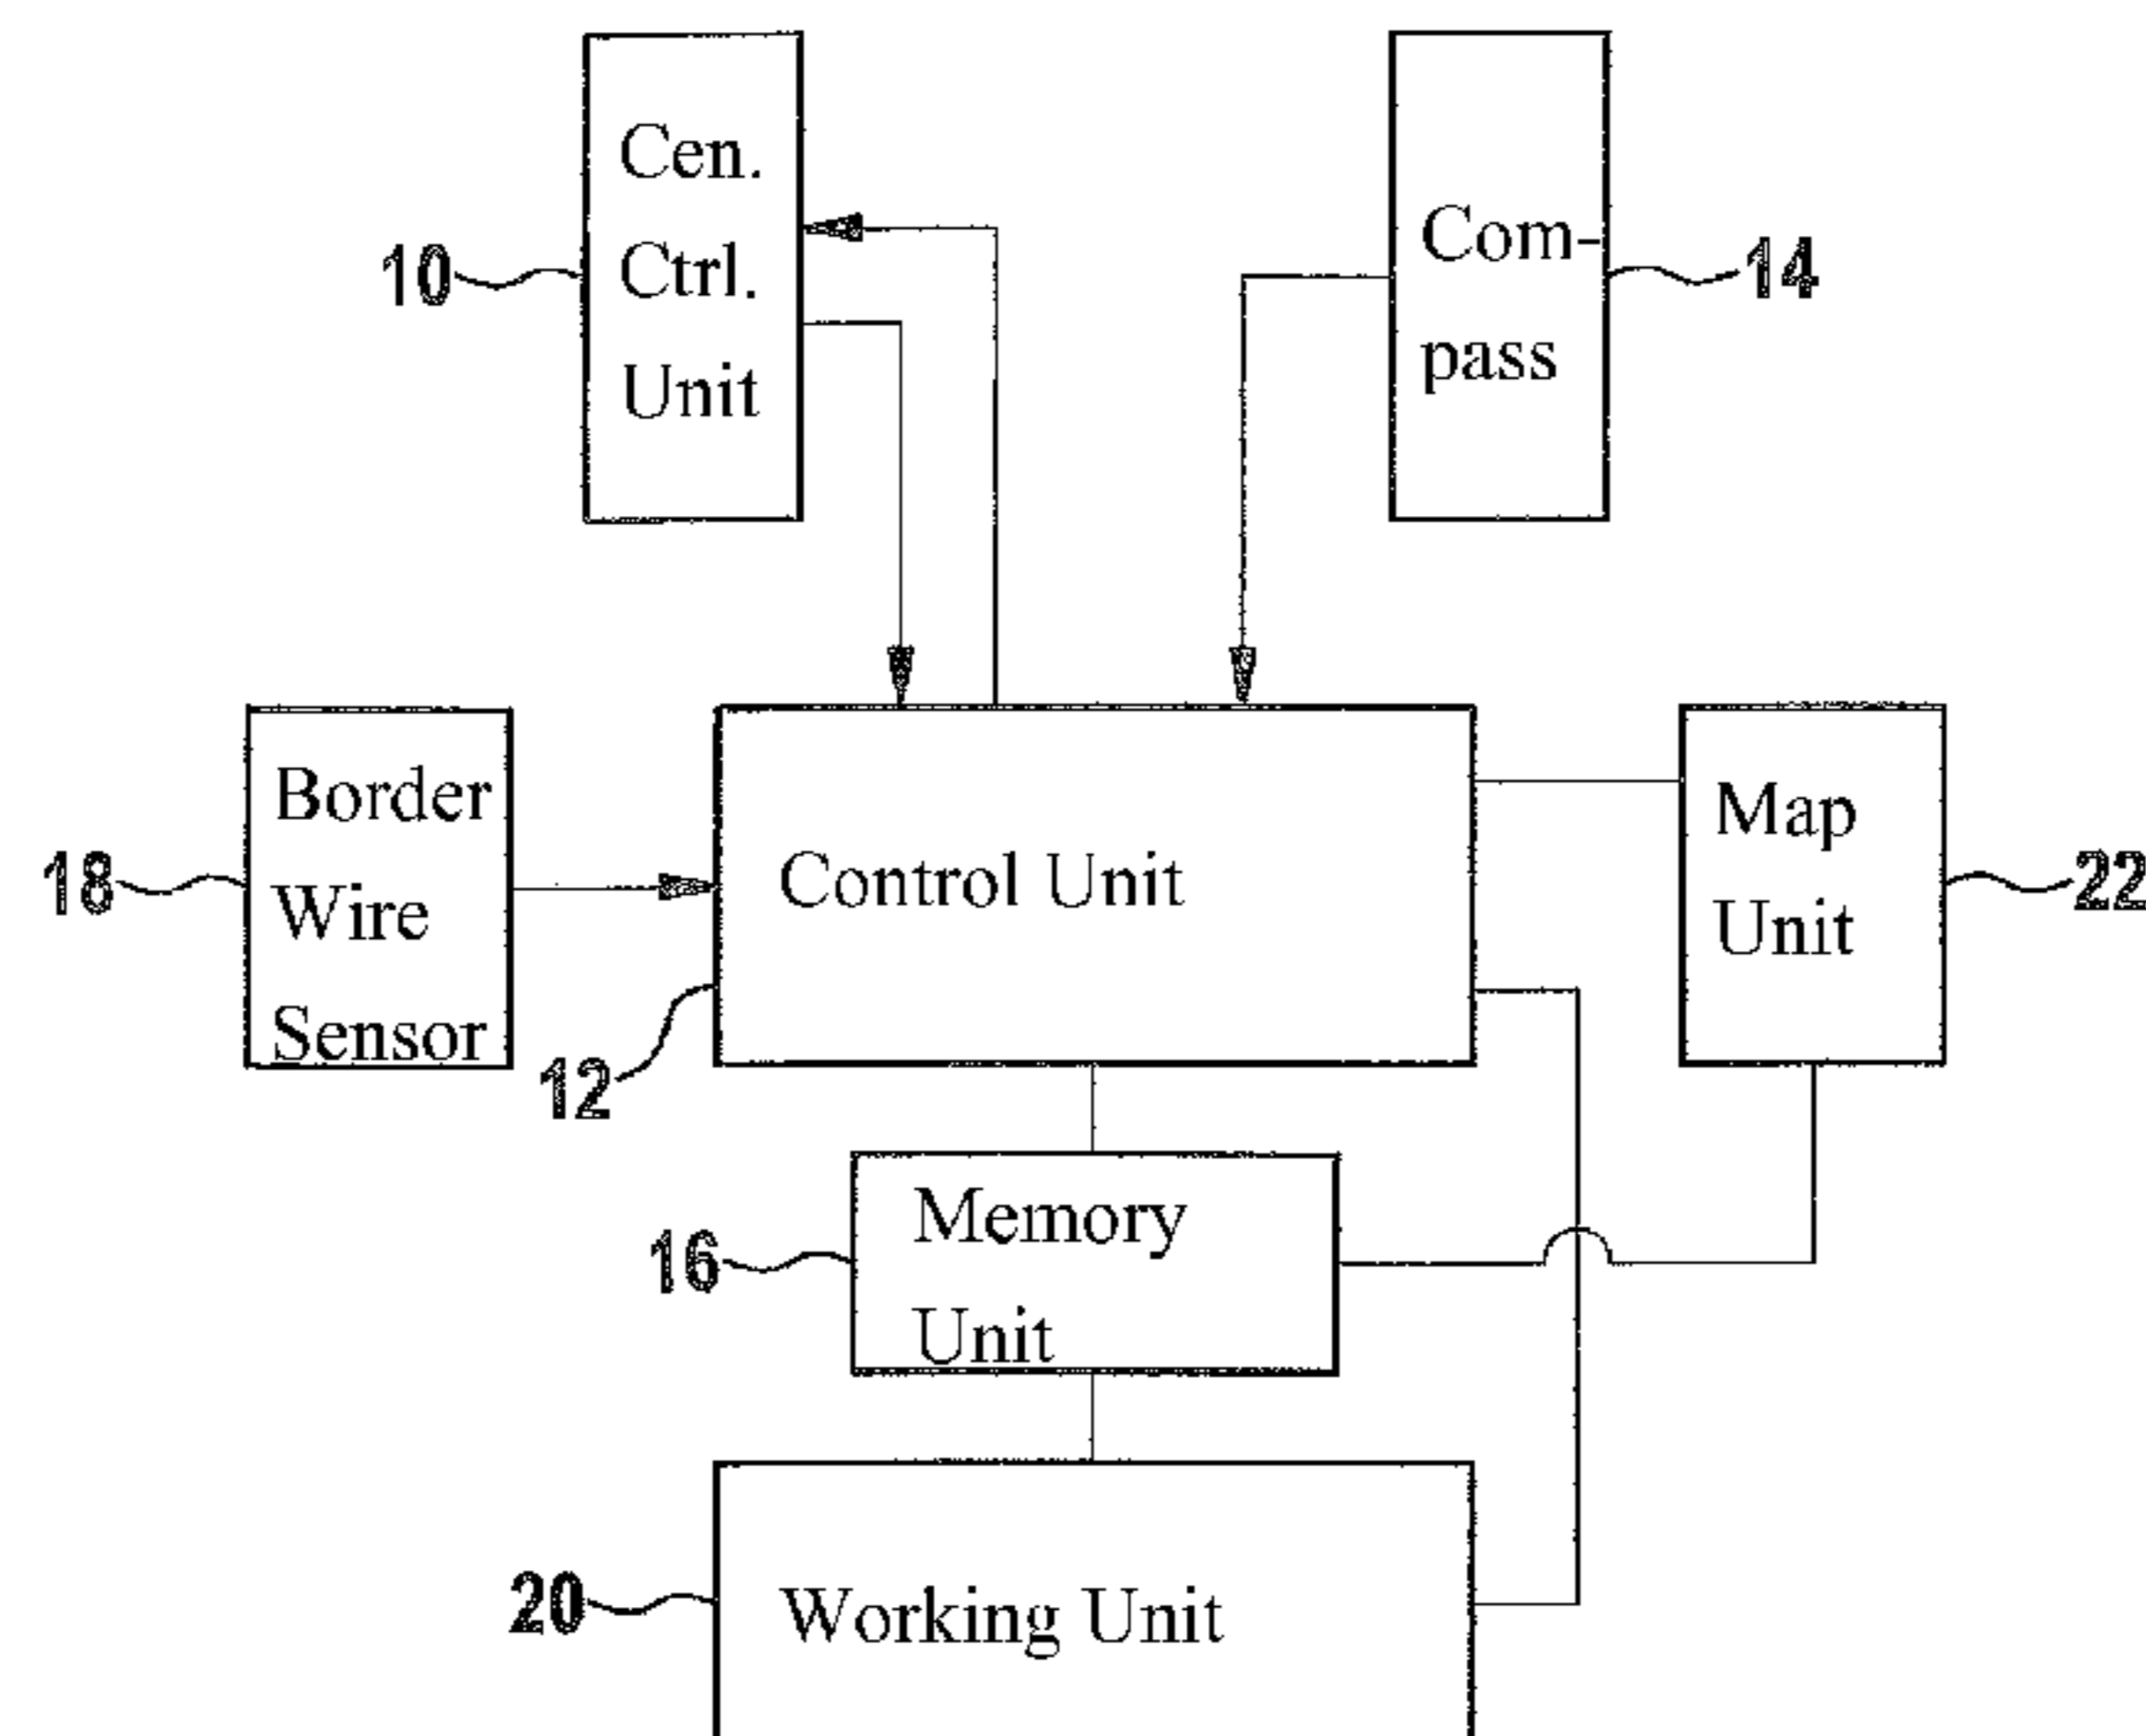 Cen.
Ctrl.
Unit
10
Com-
pass
14
Border
Wire
Sensor
18
Control Unit
12
Map
Unit
22
Memory
Unit
16
Working Unit
20